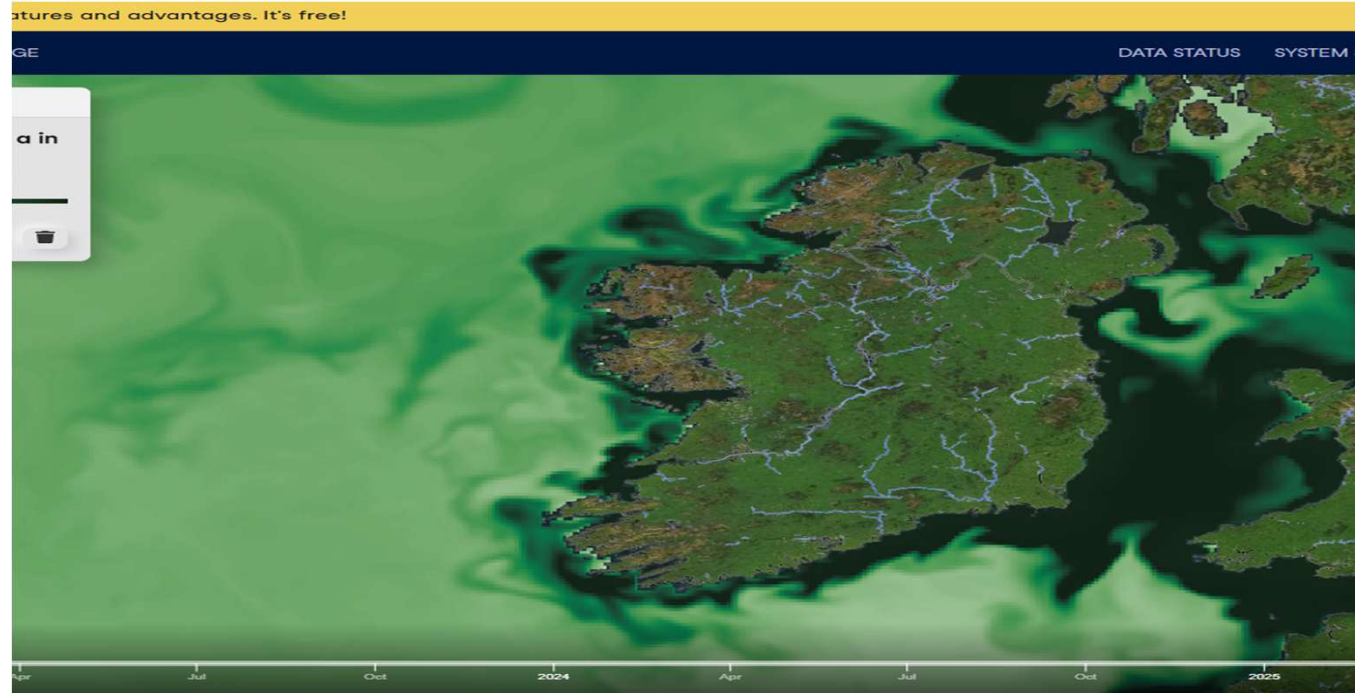 atures and advantages. It's free!
GE
DATA STATUS SYSTEM
a in
Apr Jul Oct 2024 Apr Jul Oct 2025